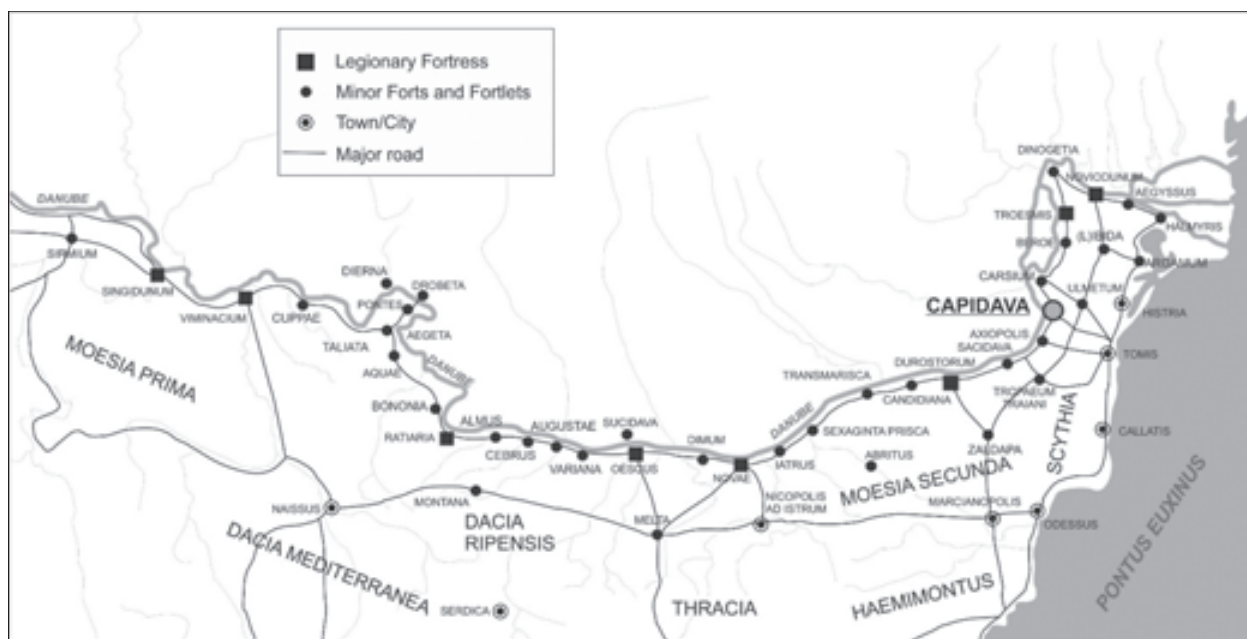 Legionary Fortress
Minor Forts and Fortlets
Town/City
Major road
DANUBE
SIRMIUM
SINGIDUNUM
VIMINACIUM
CUPPAE
DIERNA
DROBETA
PONTES
TALIATA
AEGETA
AQUAE
DANUBE
BONONIA
RATIARIA
ALMUS
CEBRUS
AUGUSTAE
VARIANA
SUCIDAVA
OESCUS
DIMUM
NOVAE
DANUBE
IATRUS
SEXAGINTA PRISCA
TRANSMARISCA
CANDIDIANA
DUROSTORUM
SACIDAVA
AXIOPOLIS
CAPIDAVA
CARSIUM
BEROE
TROESMIS
DINOGETIA
NOVIODUNUM
AEGYSSUS
HALMYRIS
(L)IBIDA
ARGAMUM
ULMETUM
HISTRIA
TOMIS
TROPAEUM
TRAIANI
CALLATIS
ZALDAPA
ABRITUS
MARCIANOPOLIS
ODESSUS
NICOPOLIS
AD ISTRUM
MELTA
MONTANA
NAISSUS
SERDICA
MOESIA PRIMA
DACIA MEDITERRANEA
DACIA
RIPENSIS
THRACIA
MOESIA SECUNDA
SCYTHIA
HAEMIMONTUS
PONTUS EUXINUS